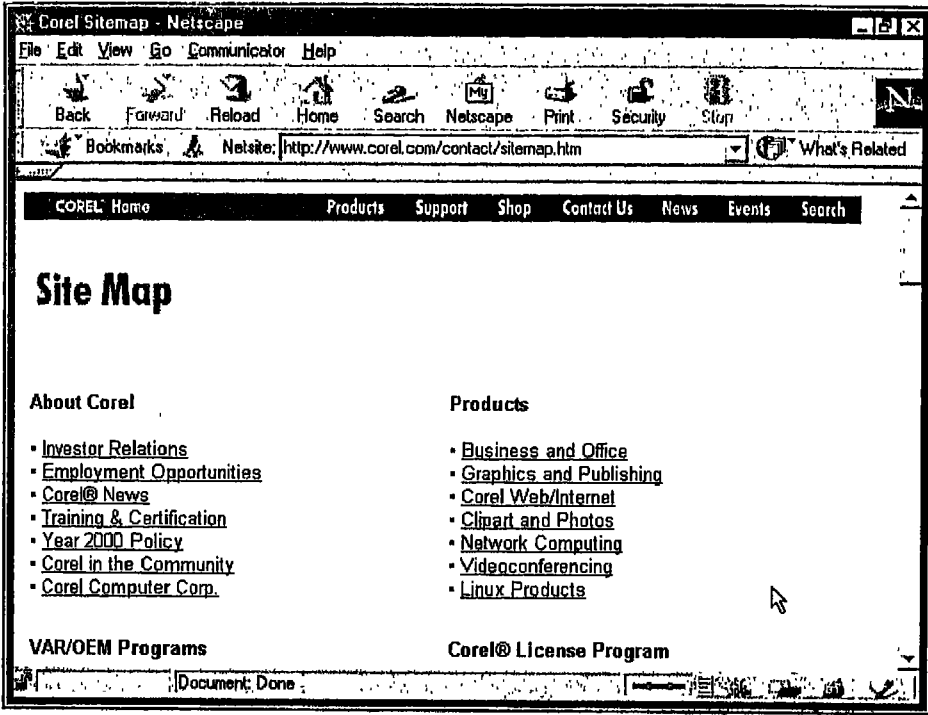 Corel Sitemap - Netscape
File Edit View Go Communicator Help
Back Forward Reload Home Search My Netscape Print Security Stop N
Bookmarks Netsite: http://www.corel.com/contact/sitemap.htm What's Related
COREL Home Products Support Shop Contact Us News Events Search
Site Map
About Corel
▪ Investor Relations
▪ Employment Opportunities
▪ Corel® News
▪ Training & Certification
▪ Year 2000 Policy
▪ Corel in the Community
▪ Corel Computer Corp.
Products
▪ Business and Office
▪ Graphics and Publishing
▪ Corel Web/Internet
▪ Clipart and Photos
▪ Network Computing
▪ Videoconferencing
▪ Linux Products
VAR/OEM Programs
Corel® License Program
Document: Done